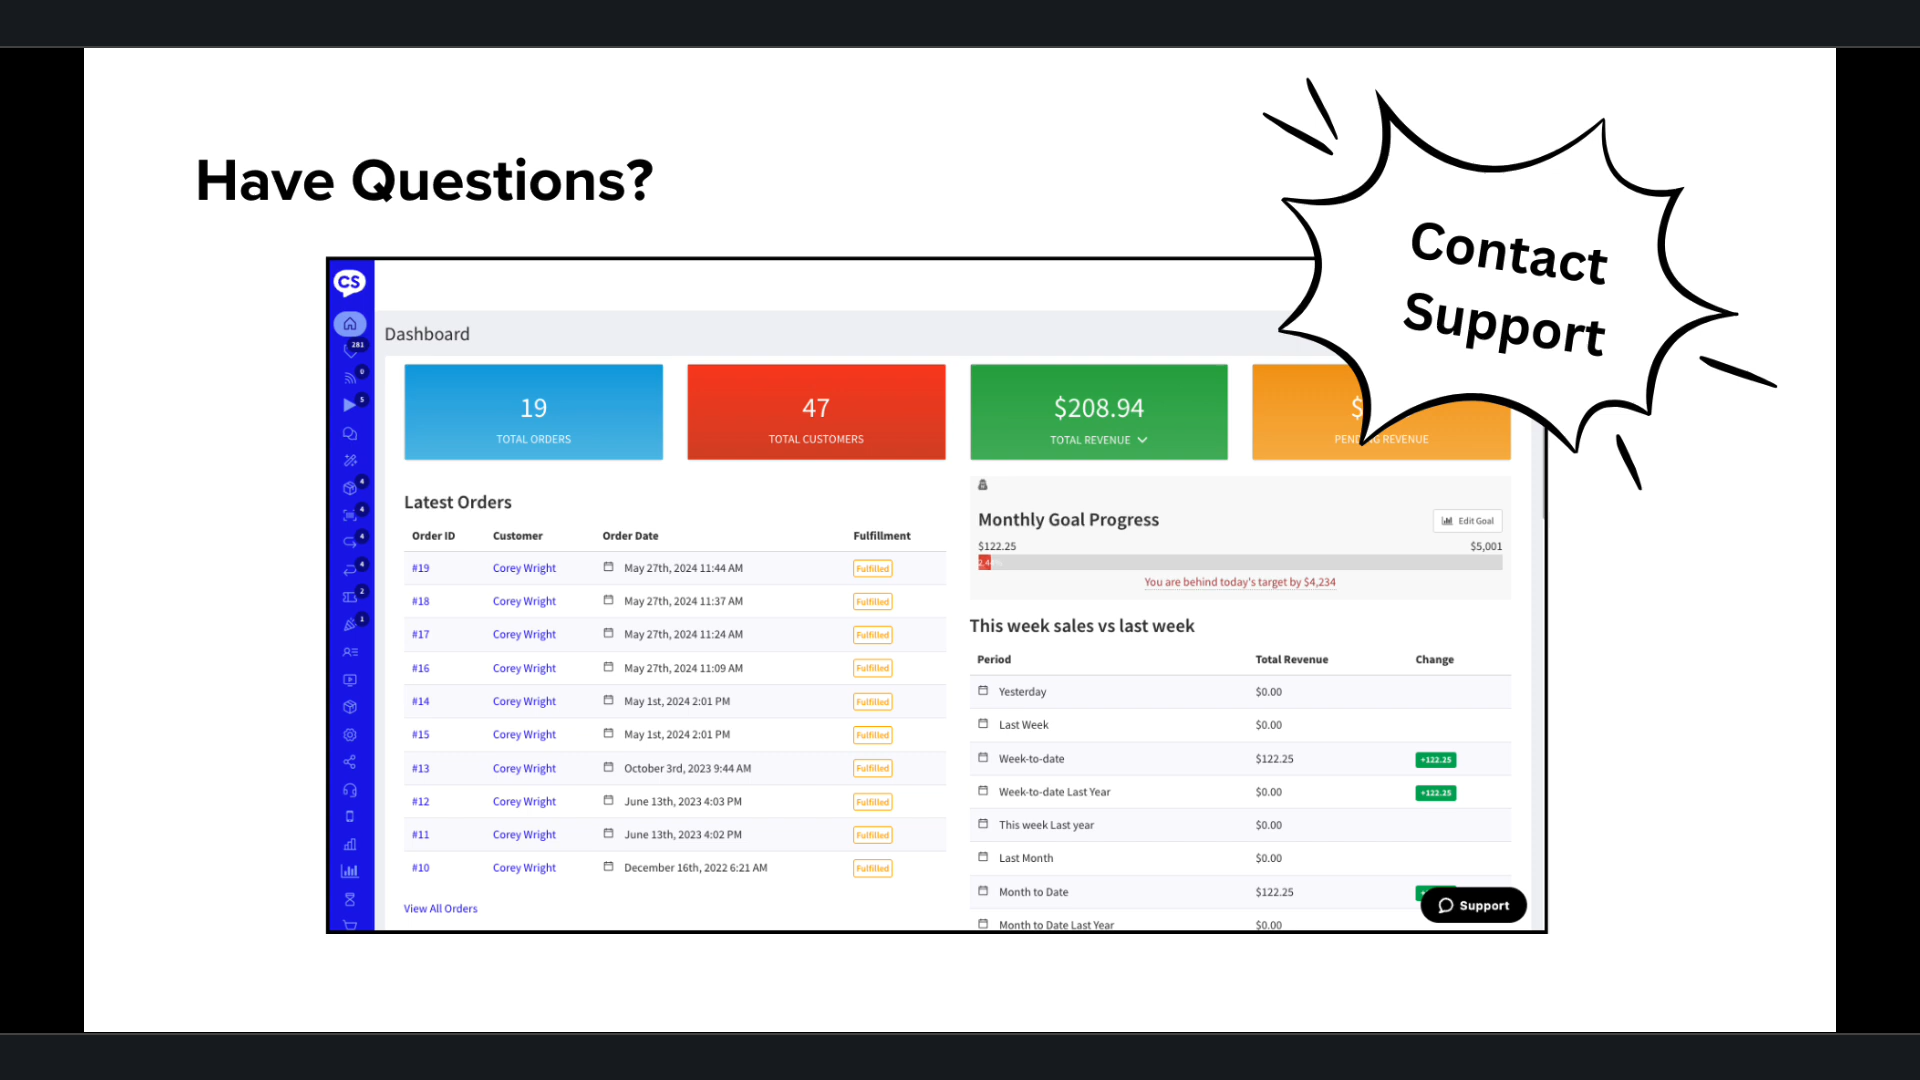 Have Questions?
Contact
Support
CS
281
0
5
4
4
4
4
2
1
Dashboard
19
TOTAL ORDERS
47
TOTAL CUSTOMERS
$208.94
TOTAL REVENUE
$
REVENUE
Latest Orders
Order ID Customer Order Date Fulfillment
#19 Corey Wright May 27th, 2024 11:44 AM Fulfilled
#18 Corey Wright May 27th, 2024 11:37 AM Fulfilled
#17 Corey Wright May 27th, 2024 11:24 AM Fulfilled
#16 Corey Wright May 27th, 2024 11:09 AM Fulfilled
#14 Corey Wright May 1st, 2024 2:01 PM Fulfilled
#15 Corey Wright May 1st, 2024 2:01 PM Fulfilled
#13 Corey Wright October 3rd, 2023 9:44 AM Fulfilled
#12 Corey Wright June 13th, 2023 4:03 PM Fulfilled
#11 Corey Wright June 13th, 2023 4:02 PM Fulfilled
#10 Corey Wright December 16th, 2022 6:21 AM Fulfilled
View All Orders
Monthly Goal Progress
Edit Goal
$122.25 $5,001
You are behind today's target by $4,234
This week sales vs last week
Period Total Revenue Change
Yesterday $0.00
Last Week $0.00
Week-to-date $122.25 +122.25
Week-to-date Last Year $0.00 +122.25
This week Last year $0.00
Last Month $0.00
Month to Date $122.25
Month to Date Last Year $0.00
Support